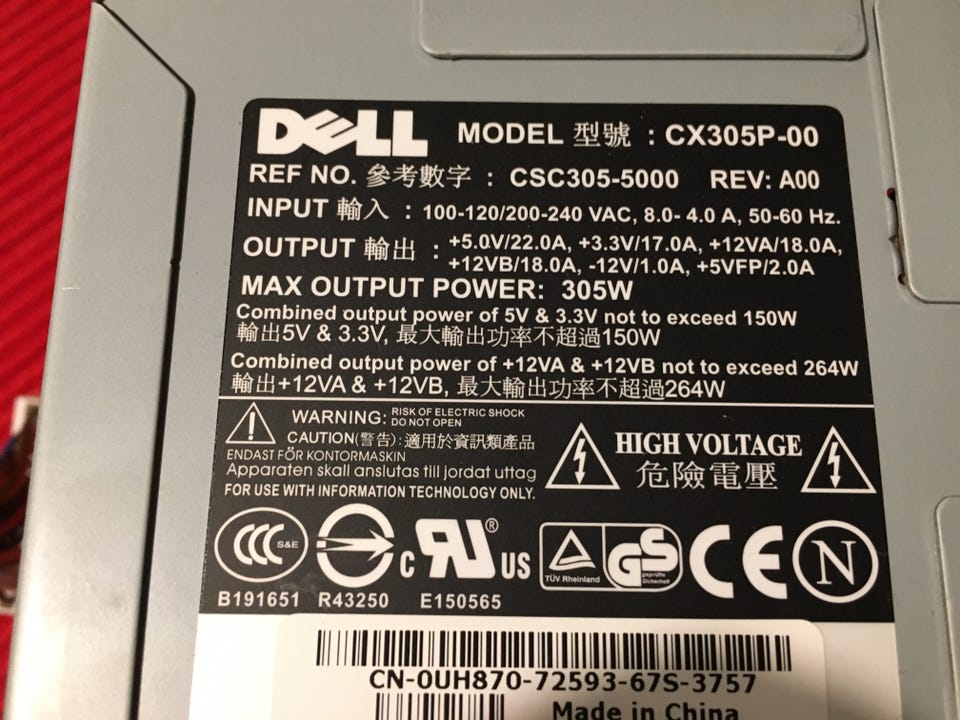 DELL MODEL 型號 : CX305P-00
REF NO. 參考數字 : CSC305-5000 REV: A00
INPUT 輸入 : 100-120/200-240 VAC, 8.0- 4.0 A, 50-60 Hz.
OUTPUT 輸出 : +5.0V/22.0A, +3.3V/17.0A, +12VA/18.0A,
+12VB/18.0A, -12V/1.0A, +5VFP/2.0A
MAX OUTPUT POWER: 305W
Combined output power of 5V & 3.3V not to exceed 150W
輸出5V & 3.3V, 最大輸出功率不超過150W
Combined output power of +12VA & +12VB not to exceed 264W
輸出+12VA & +12VB, 最大輸出功率不超過264W
WARNING: RISK OF ELECTRIC SHOCK
DO NOT OPEN
CAUTION(警告): 適用於資訊類產品
ENDAST FÖR KONTORMASKIN
Apparaten skall anslutas till jordat uttag
FOR USE WITH INFORMATION TECHNOLOGY ONLY.
HIGH VOLTAGE
危險電壓
CCC S&E c RU ® US TÜV Rheinland GS geprüfte Sicherheit CE N
B191651 R43250 E150565
CN-0UH870-72593-67S-3757
Made in China